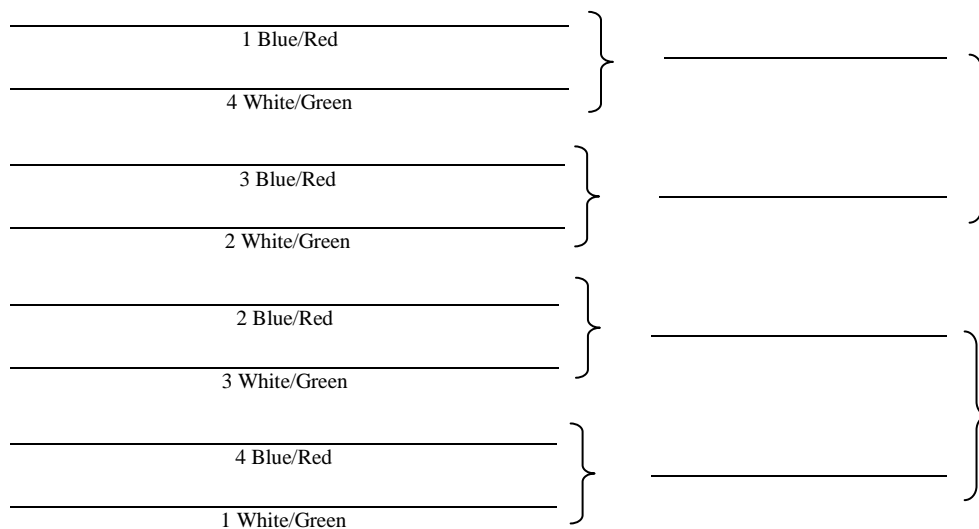 1 Blue/Red
4 White/Green
3 Blue/Red
2 White/Green
2 Blue/Red
3 White/Green
4 Blue/Red
1 White/Green